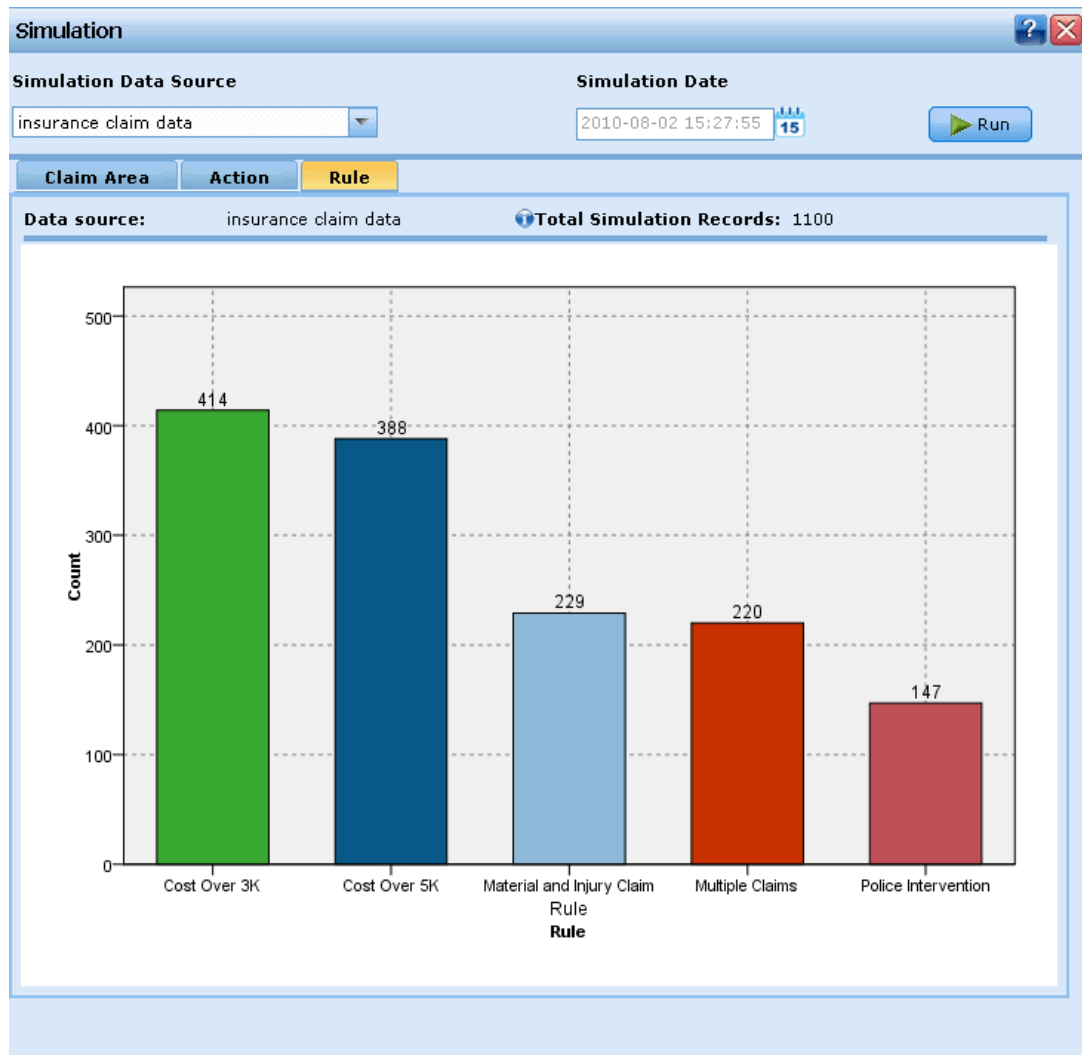 Simulation
?
Simulation Data Source
Simulation Date
insurance claim data
2010-08-02 15:27:55
15
Run
Claim Area
Action
Rule
Data source:
insurance claim data
Total Simulation Records: 1100
500
400
300
200
100
0
Count
414
388
229
220
147
Cost Over 3K
Cost Over 5K
Material and Injury Claim
Multiple Claims
Police Intervention
Rule
Rule